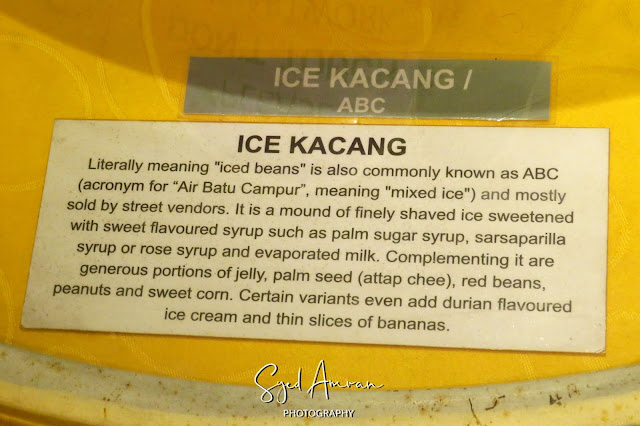 ICE KACANG /
ABC
ICE KACANG
Literally meaning "iced beans" is also commonly known as ABC
(acronym for “Air Batu Campur”, meaning "mixed ice") and mostly
sold by street vendors. It is a mound of finely shaved ice sweetened
with sweet flavoured syrup such as palm sugar syrup, sarsaparilla
syrup or rose syrup and evaporated milk. Complementing it are
generous portions of jelly, palm seed (attap chee), red beans,
peanuts and sweet corn. Certain variants even add durian flavoured
ice cream and thin slices of bananas.
Syed Amran
PHOTOGRAPHY